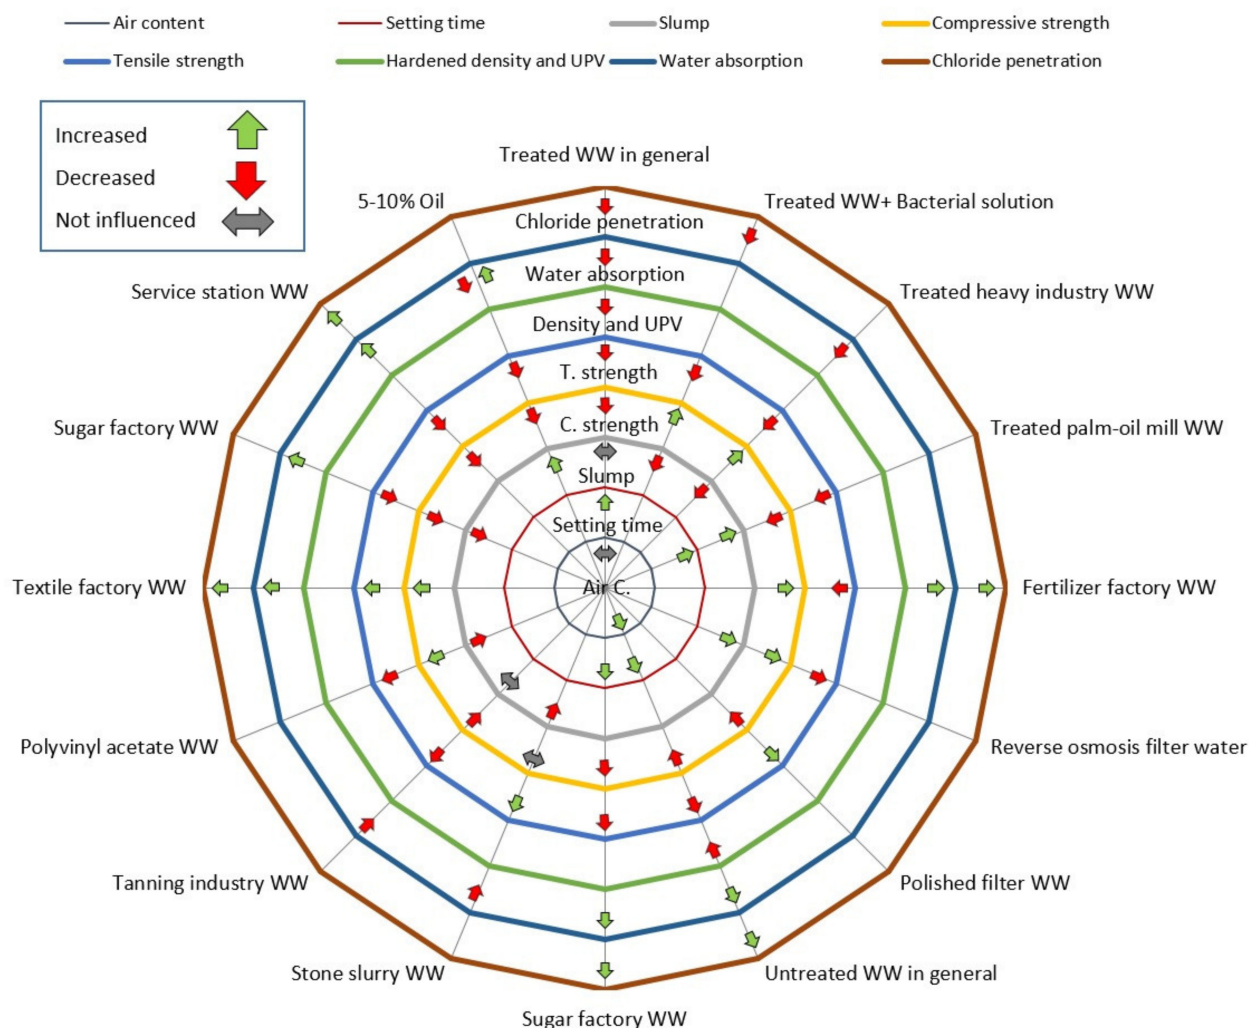 Air content
Setting time
Slump
Compressive strength
Tensile strength
Hardened density and UPV
Water absorption
Chloride penetration
Increased
Decreased
Not influenced
Treated WW in general
5-10% Oil
Treated WW+ Bacterial solution
Chloride penetration
Water absorption
Service station WW
Treated heavy industry WW
Density and UPV
T. strength
C. strength
Sugar factory WW
Treated palm-oil mill WW
Slump
Setting time
Textile factory WW
Air C.
Fertilizer factory WW
Polyvinyl acetate WW
Reverse osmosis filter water
Tanning industry WW
Polished filter WW
Stone slurry WW
Untreated WW in general
Sugar factory WW